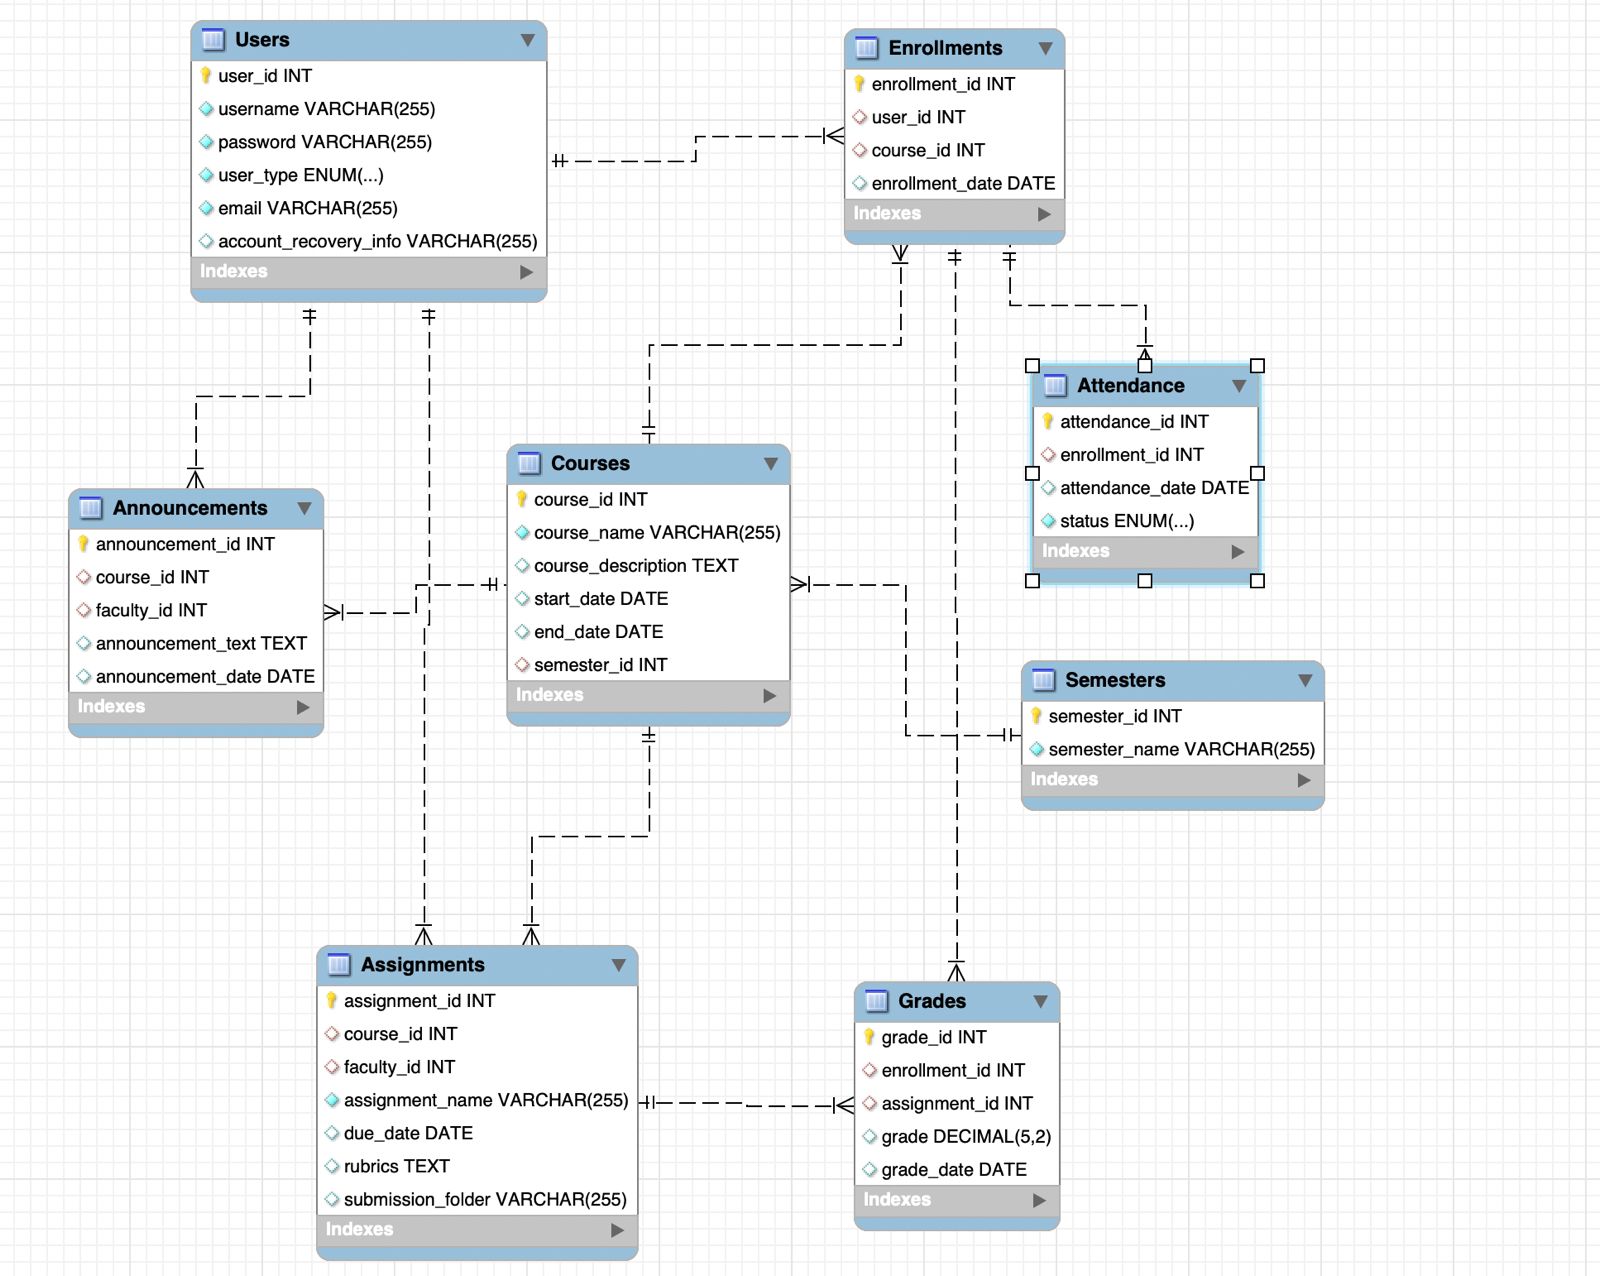 Users
user_id INT
username VARCHAR(255)
password VARCHAR(255)
user_type ENUM(...)
email VARCHAR(255)
account_recovery_info VARCHAR(255)
Indexes
Enrollments
enrollment_id INT
user_id INT
course_id INT
enrollment_date DATE
Indexes
Attendance
attendance_id INT
enrollment_id INT
attendance_date DATE
status ENUM(...)
Indexes
Courses
course_id INT
course_name VARCHAR(255)
course_description TEXT
start_date DATE
end_date DATE
semester_id INT
Indexes
Announcements
announcement_id INT
course_id INT
faculty_id INT
announcement_text TEXT
announcement_date DATE
Indexes
Semesters
semester_id INT
semester_name VARCHAR(255)
Indexes
Assignments
assignment_id INT
course_id INT
faculty_id INT
assignment_name VARCHAR(255)
due_date DATE
rubrics TEXT
submission_folder VARCHAR(255)
Indexes
Grades
grade_id INT
enrollment_id INT
assignment_id INT
grade DECIMAL(5,2)
grade_date DATE
Indexes